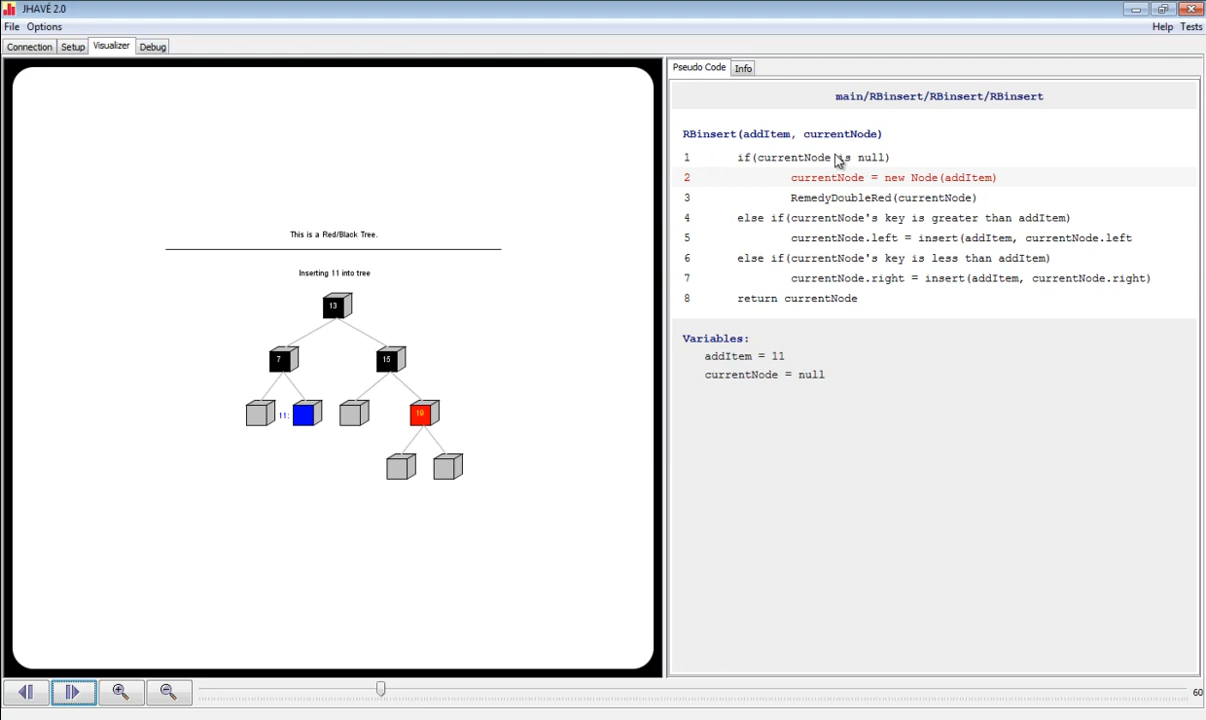 JHAVÉ 2.0
File Options Help Tests
Connection Setup Visualizer Debug
Pseudo Code Info
This is a Red/Black Tree.
Inserting 11 into tree
13
7 15
11: 19
main/RBinsert/RBinsert/RBinsert
RBinsert(addItem, currentNode)
1 if(currentNode is null)
2 currentNode = new Node(addItem)
3 RemedyDoubleRed(currentNode)
4 else if(currentNode's key is greater than addItem)
5 currentNode.left = insert(addItem, currentNode.left
6 else if(currentNode's key is less than addItem)
7 currentNode.right = insert(addItem, currentNode.right)
8 return currentNode
Variables:
addItem = 11
currentNode = null
60